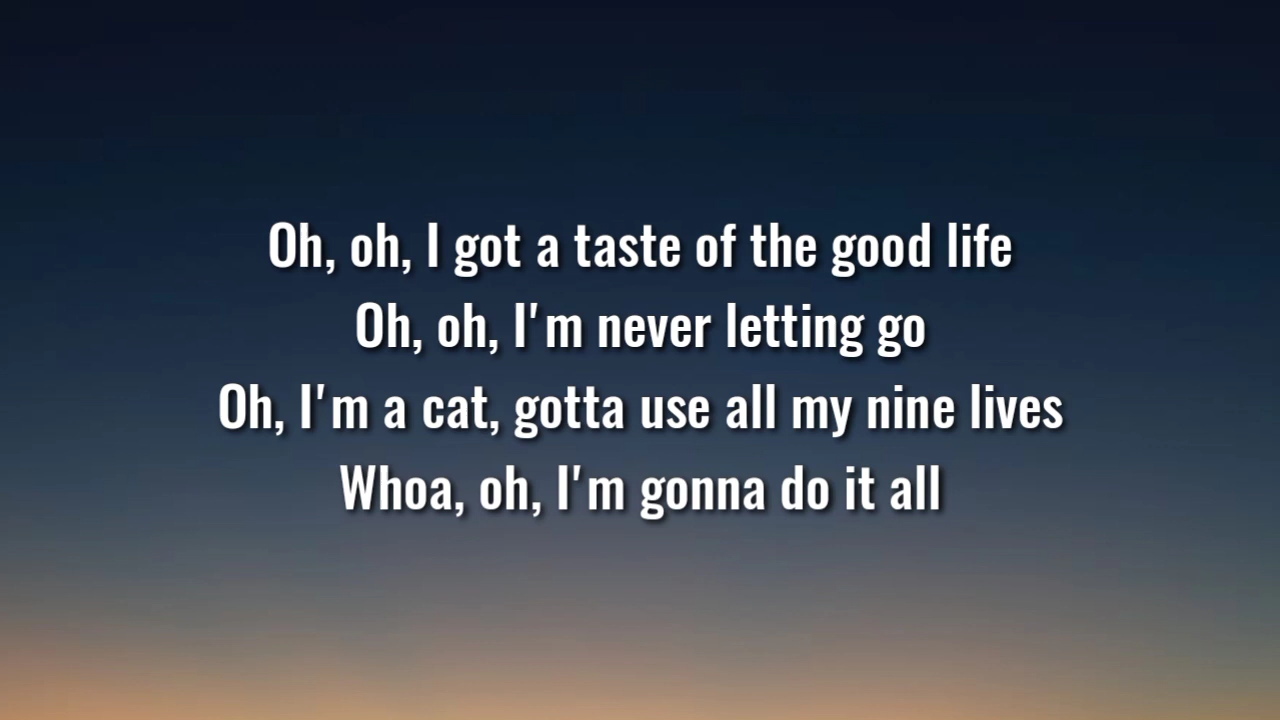 Oh, oh, I got a taste of the good life
Oh, oh, I'm never letting go
Oh, I'm a cat, gotta use all my nine lives
Whoa, oh, I'm gonna do it all